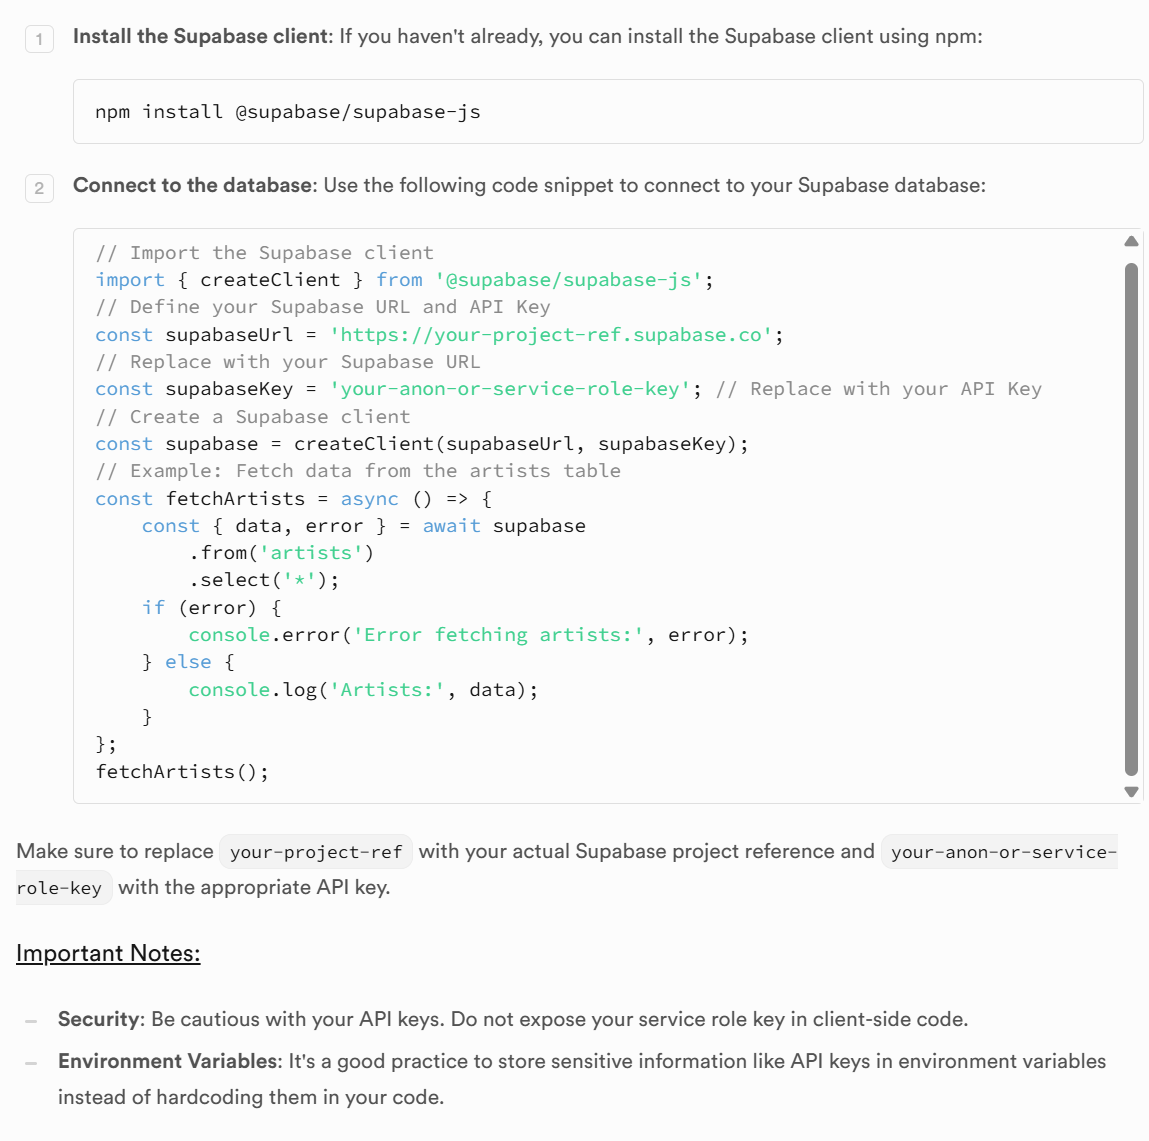 1 Install the Supabase client: If you haven't already, you can install the Supabase client using npm:
npm install @supabase/supabase-js
2 Connect to the database: Use the following code snippet to connect to your Supabase database:
// Import the Supabase client
import { createClient } from '@supabase/supabase-js';
// Define your Supabase URL and API Key
const supabaseUrl = 'https://your-project-ref.supabase.co';
// Replace with your Supabase URL
const supabaseKey = 'your-anon-or-service-role-key'; // Replace with your API Key
// Create a Supabase client
const supabase = createClient(supabaseUrl, supabaseKey);
// Example: Fetch data from the artists table
const fetchArtists = async () => {
    const { data, error } = await supabase
        .from('artists')
        .select('*');
    if (error) {
        console.error('Error fetching artists:', error);
    } else {
        console.log('Artists:', data);
    }
};
fetchArtists();
Make sure to replace your-project-ref with your actual Supabase project reference and your-anon-or-service-
role-key with the appropriate API key.
Important Notes:
– Security: Be cautious with your API keys. Do not expose your service role key in client-side code.
– Environment Variables: It's a good practice to store sensitive information like API keys in environment variables
instead of hardcoding them in your code.